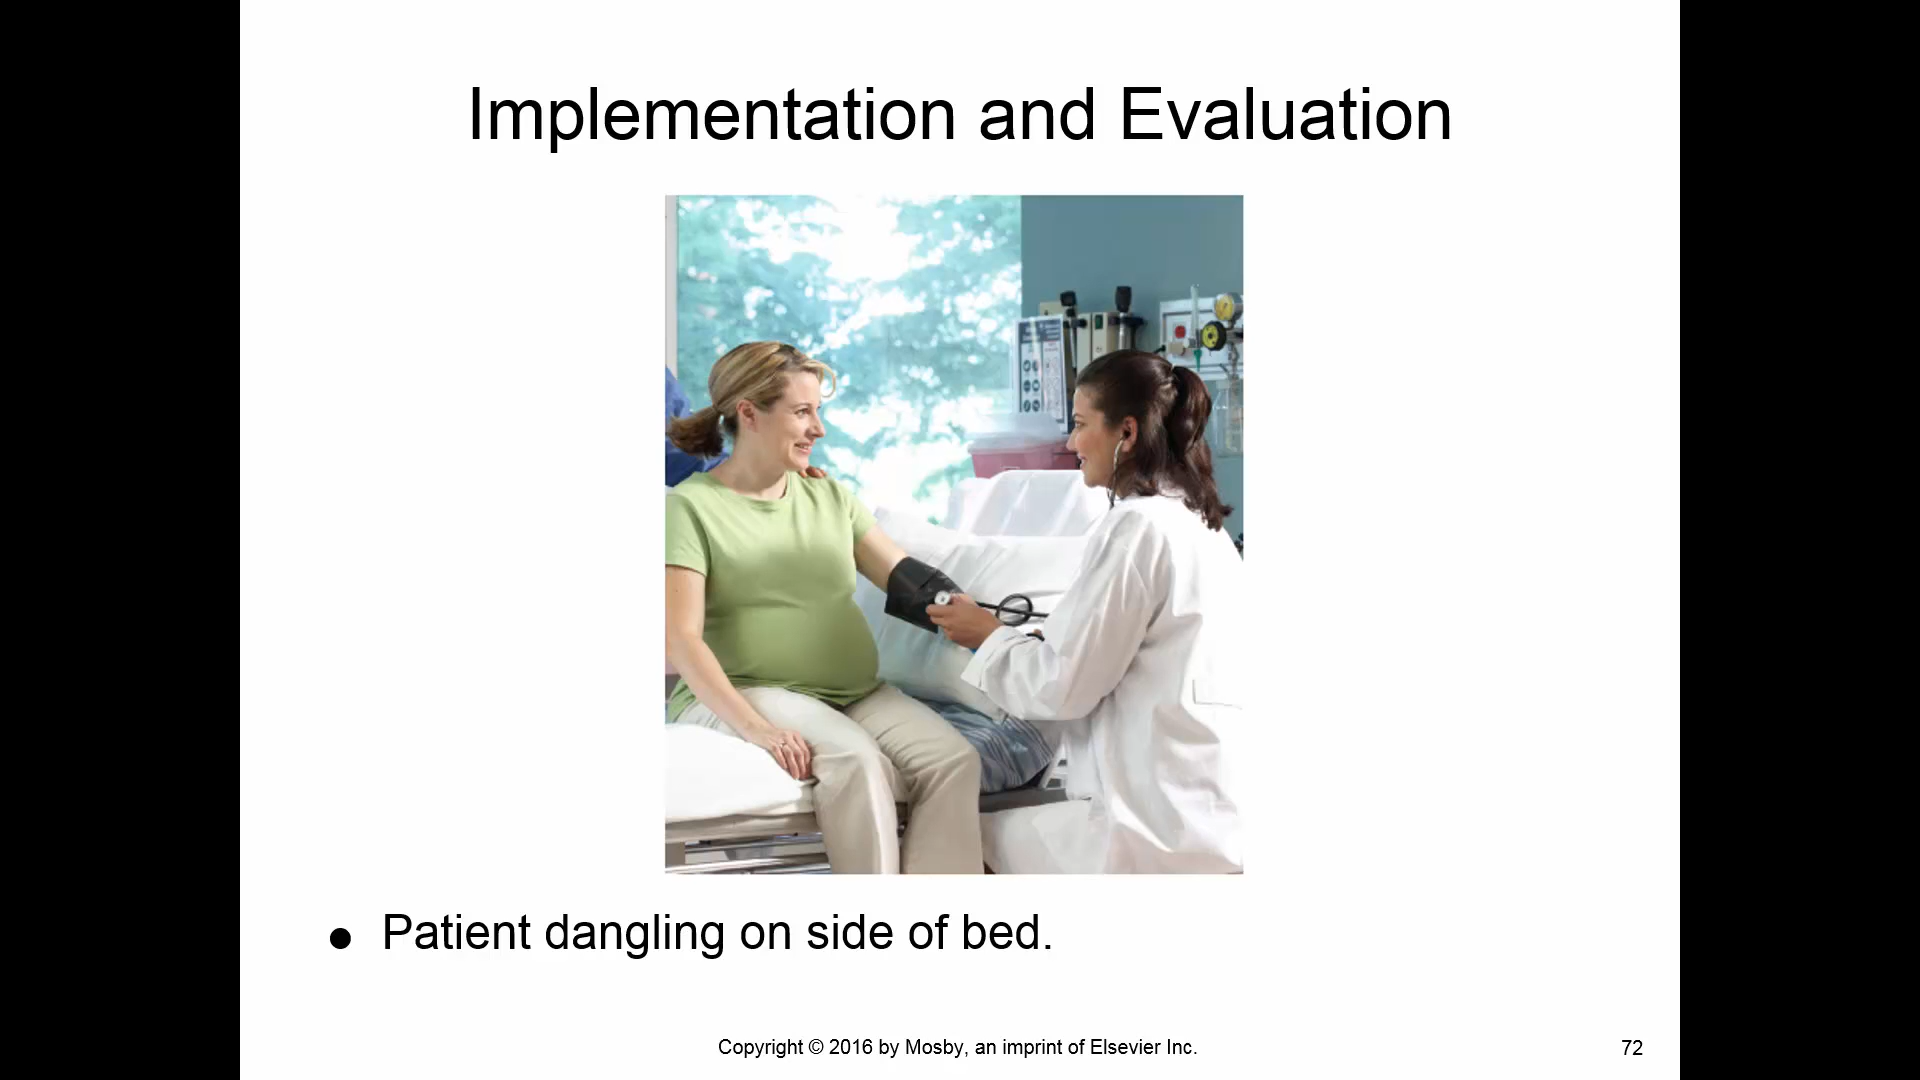 Implementation and Evaluation
● Patient dangling on side of bed.
Copyright © 2016 by Mosby, an imprint of Elsevier Inc.
72